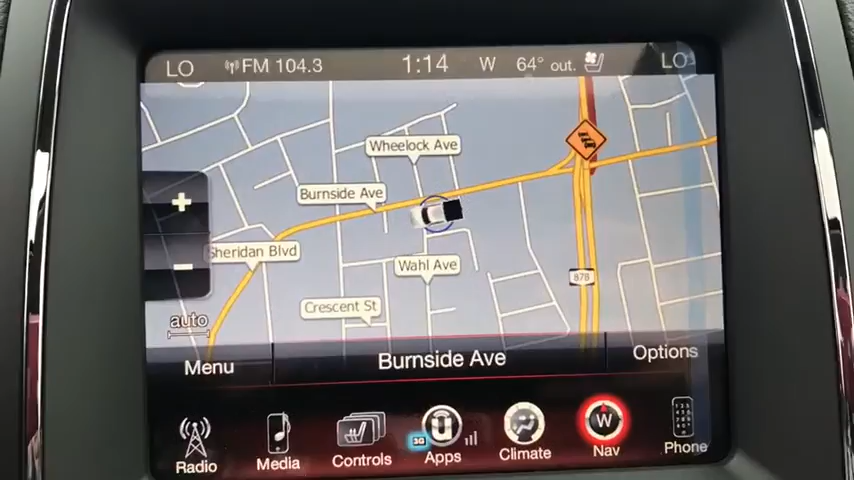 LO FM 104.3 1:14 W 64° out. LO
Wheelock Ave
Burnside Ave
Sheridan Blvd
Wahl Ave
878
Crescent St
auto
Menu Burnside Ave Options
3G
W
Radio Media Controls Apps Climate Nav Phone